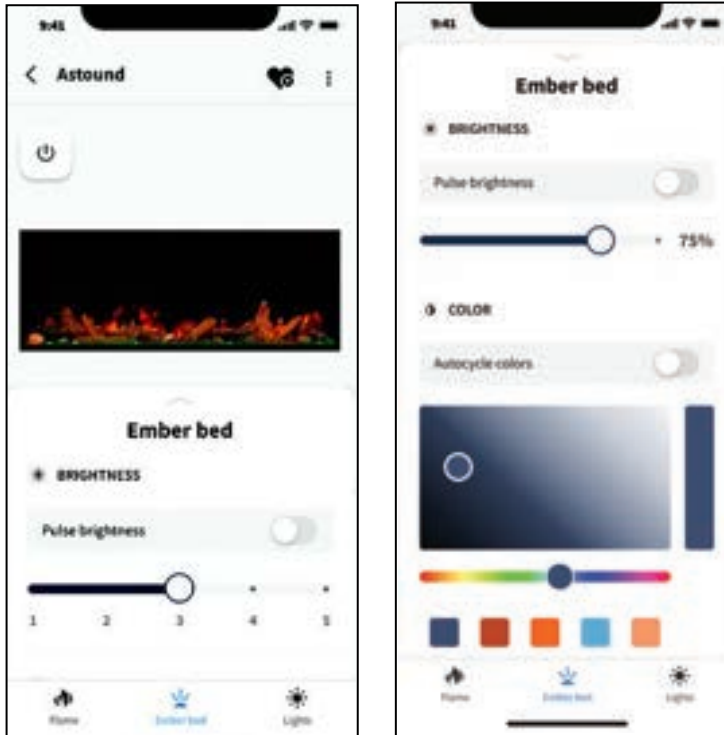 9:41
Astound
Ember bed
BRIGHTNESS
Pulse brightness
1 2 3 4 5
Flame Ember bed Lights
9:41
Ember bed
BRIGHTNESS
Pulse brightness
75%
COLOR
Autocycle colors
Flame Ember bed Lights